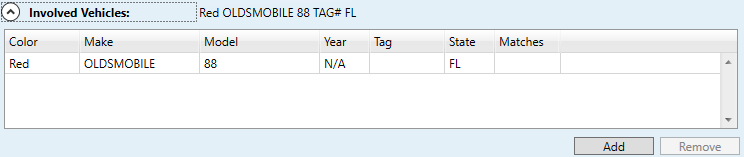 Involved Vehicles: Red OLDSMOBILE 88 TAG# FL
Color Make Model Year Tag State Matches
Red OLDSMOBILE 88 N/A FL
Add Remove